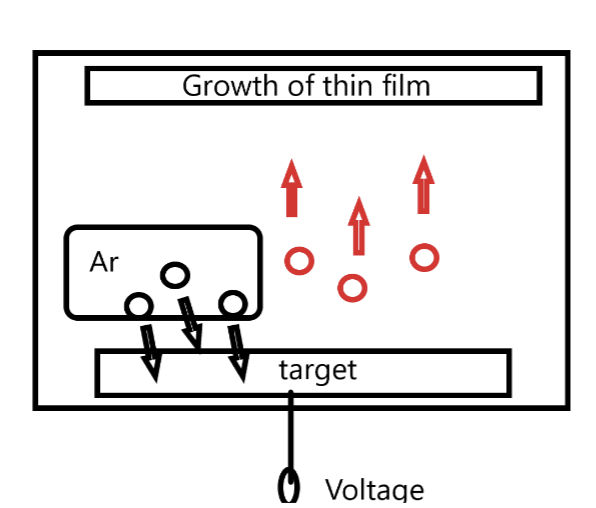 Growth of thin film
Ar
target
Voltage